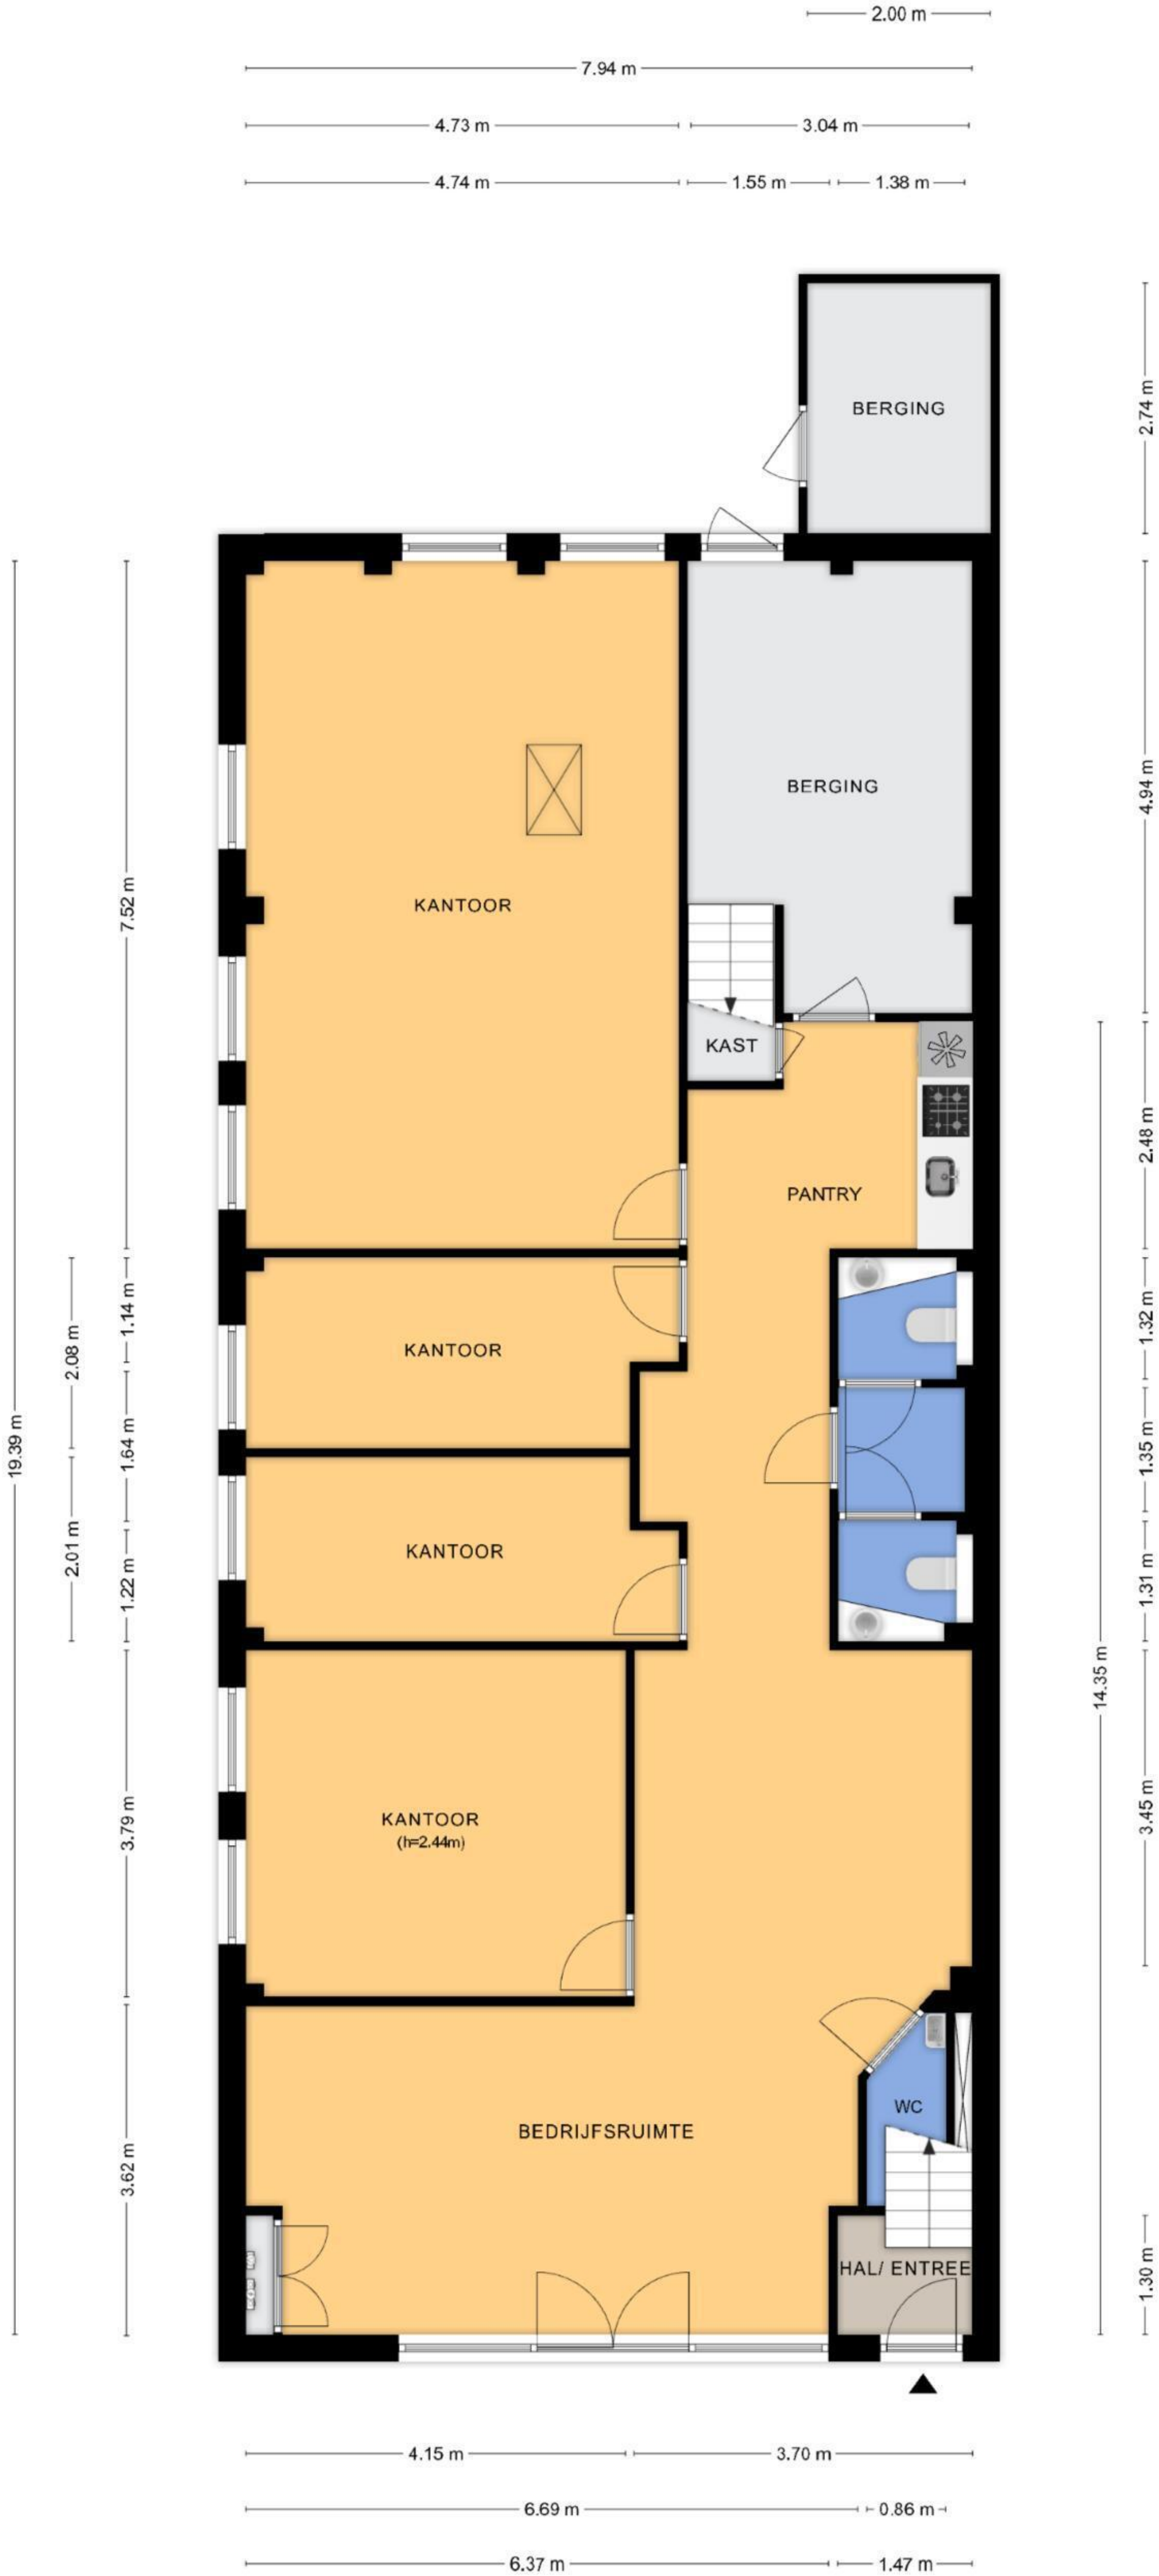 2.00 m
7.94 m
4.73 m
3.04 m
4.74 m
1.55 m
1.38 m
BERGING
2.74 m
BERGING
4.94 m
KANTOOR
7.52 m
KAST
PANTRY
2.48 m
KANTOOR
2.08 m
1.14 m
1.32 m
19.39 m
1.64 m
1.35 m
KANTOOR
2.01 m
1.22 m
1.31 m
14.35 m
KANTOOR
(h=2.44m)
3.79 m
3.45 m
WC
BEDRIJFSRUIMTE
3.62 m
HAL/ ENTREE
1.30 m
4.15 m
3.70 m
6.69 m
0.86 m
6.37 m
1.47 m